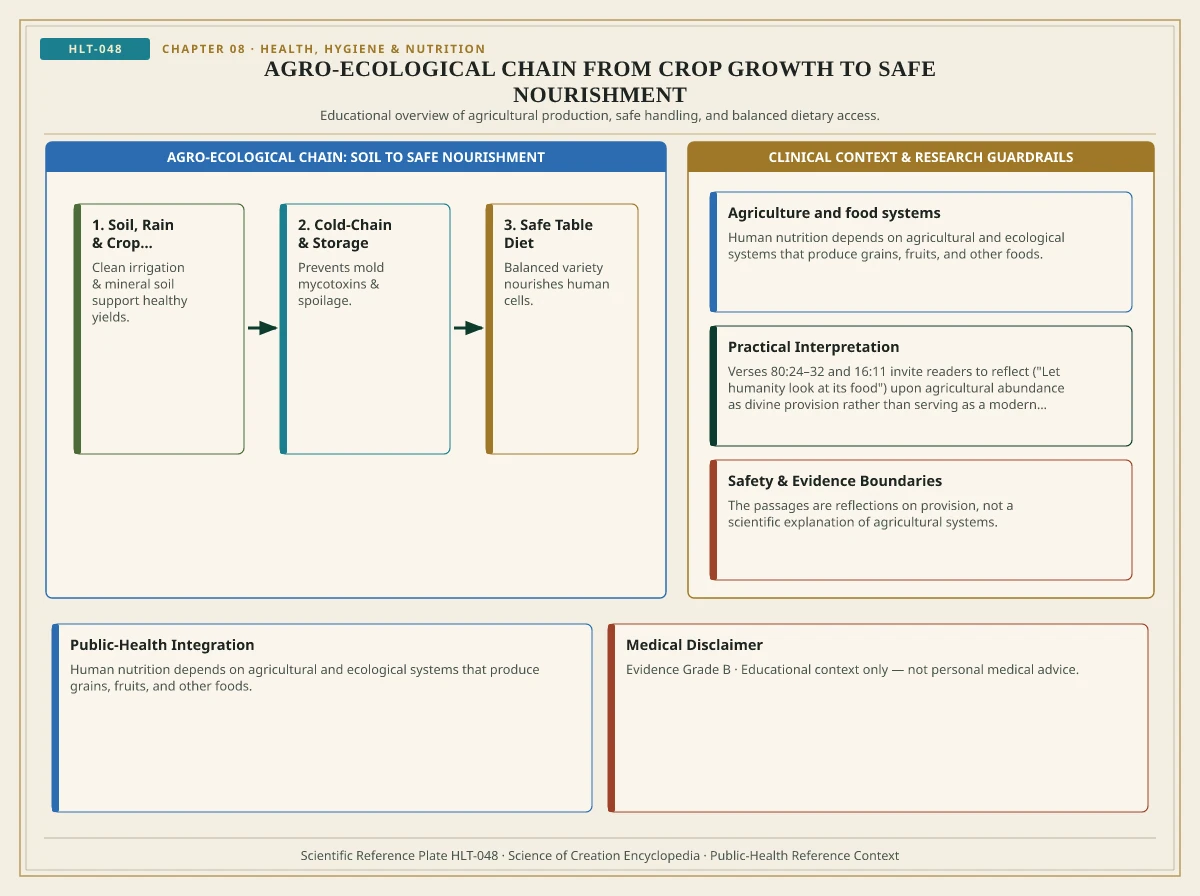 HLT-048
CHAPTER 08 · HEALTH, HYGIENE & NUTRITION
AGRO-ECOLOGICAL CHAIN FROM CROP GROWTH TO SAFE
NOURISHMENT
Educational overview of agricultural production, safe handling, and balanced dietary access.
AGRO-ECOLOGICAL CHAIN: SOIL TO SAFE NOURISHMENT
1. Soil, Rain
& Crop...
Clean irrigation
& mineral soil
support healthy
yields.
2. Cold-Chain
& Storage
Prevents mold
mycotoxins &
spoilage.
3. Safe Table
Diet
Balanced variety
nourishes human
cells.
CLINICAL CONTEXT & RESEARCH GUARDRAILS
Agriculture and food systems
Human nutrition depends on agricultural and ecological
systems that produce grains, fruits, and other foods.
Practical Interpretation
Verses 80:24–32 and 16:11 invite readers to reflect ("Let
humanity look at its food") upon agricultural abundance
as divine provision rather than serving as a modern...
Safety & Evidence Boundaries
The passages are reflections on provision, not a
scientific explanation of agricultural systems.
Public-Health Integration
Human nutrition depends on agricultural and ecological systems that produce
grains, fruits, and other foods.
Medical Disclaimer
Evidence Grade B · Educational context only — not personal medical advice.
Scientific Reference Plate HLT-048 · Science of Creation Encyclopedia · Public-Health Reference Context